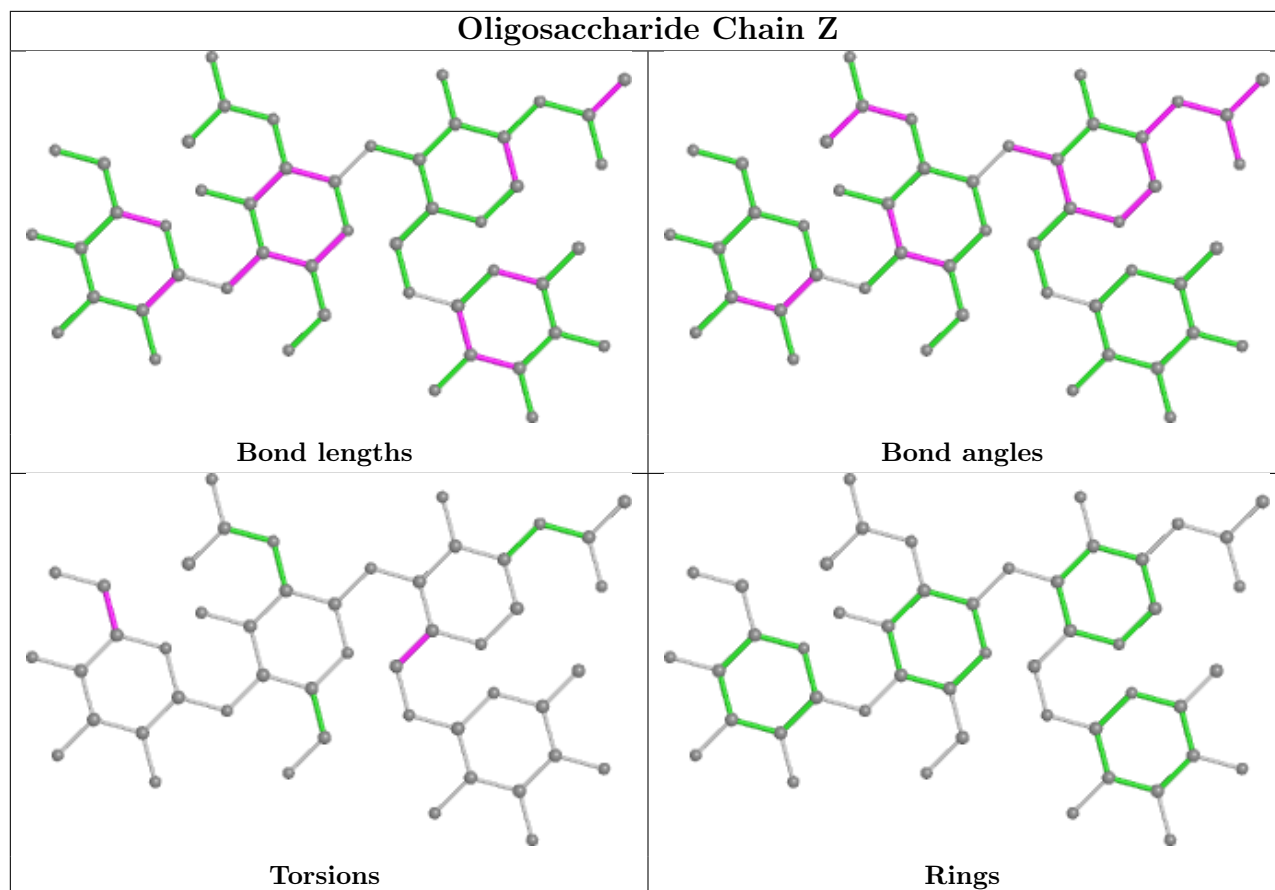 Oligosaccharide Chain Z
Bond lengths
Bond angles
Torsions
Rings